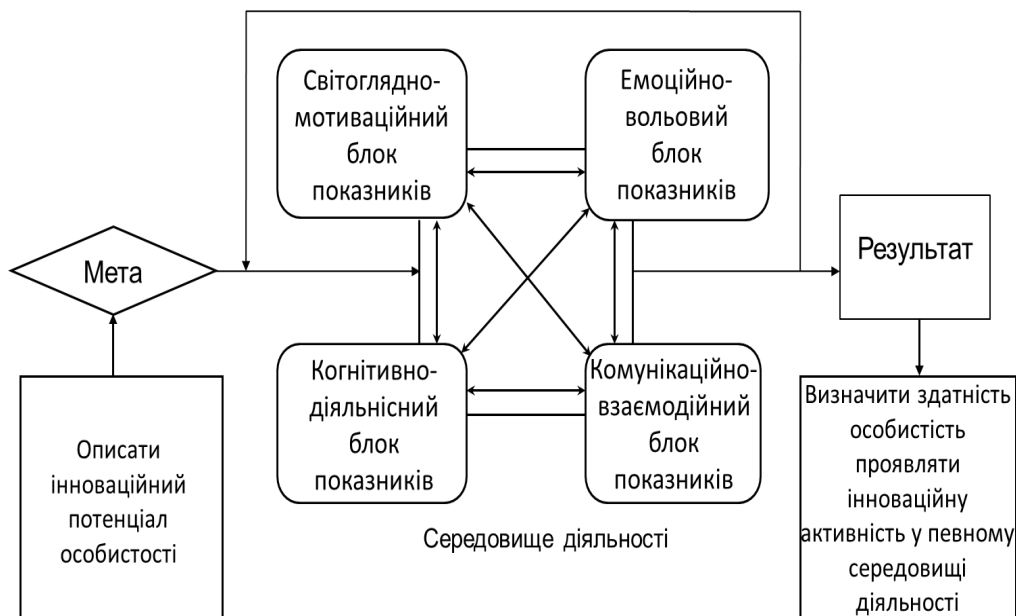 Світоглядно-
мотиваційний
блок
показників
Емоційно-
вольовий
блок
показників
Мета
Результат
Когнітивно-
діяльнісний
блок
показників
Комунікаційно-
взаємодійний
блок
показників
Описати
інноваційний
потенціал
особистості
Визначити здатність
особистість
проявляти
інноваційну
активність у певному
середовищі
діяльності
Середовище діяльності